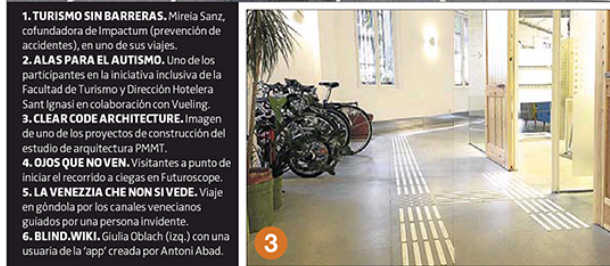 1. TURISMO SIN BARRERAS. Mireia Sanz,
cofundadora de Impactum (prevención de
accidentes), en uno de sus viajes.
2. ALAS PARA EL AUTISMO. Uno de los
participantes en la iniciativa inclusiva de la
Facultad de Turismo y Dirección Hotelera
Sant Ignasi en colaboración con Vueling.
3. CLEAR CODE ARCHITECTURE. Imagen
de uno de los proyectos de construcción del
estudio de arquitectura PMMT.
4. OJOS QUE NO VEN. Visitantes a punto de
iniciar el recorrido a ciegas en Futuroscope.
5. LA VENEZZIA CHE NON SI VEDE. Viaje
en góndola por los canales venecianos
guiados por una persona invidente.
6. BLIND.WIKI. Giulia Oblach (izq.) con una
usuaria de la 'app' creada por Antoni Abad.
3